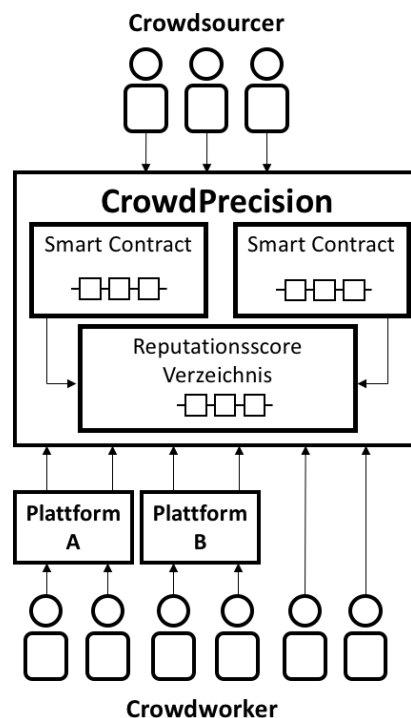 Crowdsourcer
CrowdPrecision
Smart Contract
Smart Contract
Reputationsscore
Verzeichnis
Plattform
A
Plattform
B
Crowdworker